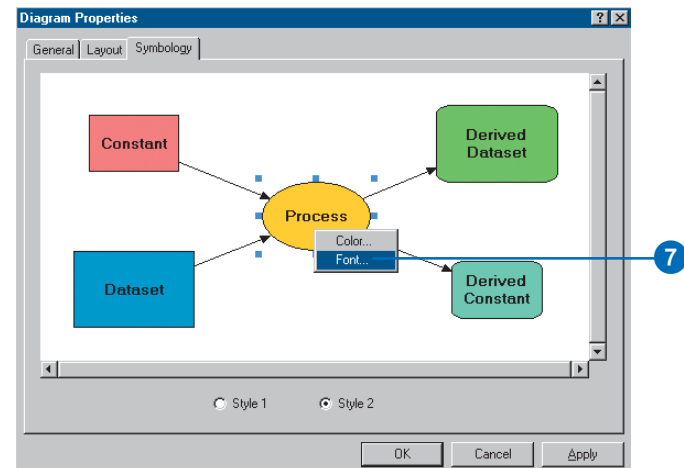 Diagram Properties
General Layout Symbology
Constant
Derived
Dataset
Process
Color...
Font...
7
Dataset
Derived
Constant
Style 1 Style 2
OK Cancel Apply